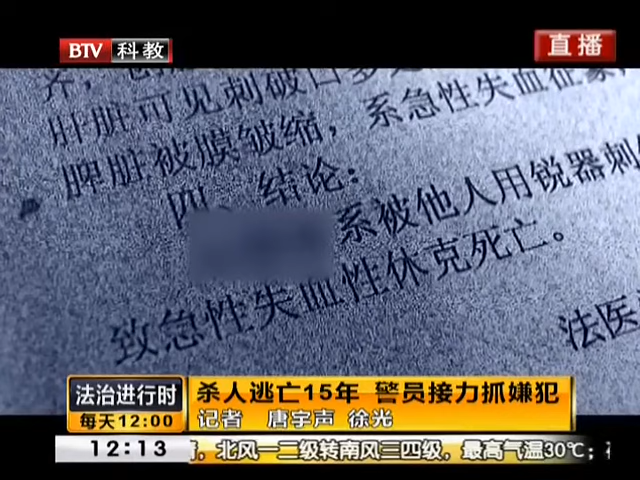 BTV 科教
直播
肝脏可见刺破口多
脾脏被膜皱缩，系急性失血征象
四、结论：
系被他人用锐器刺
致急性失血性休克死亡。
法医
法治进行时
每天12:00
杀人逃亡15年 警员接力抓嫌犯
记者 唐宇声 徐光
12:13
，北风一二级转南风三四级，最高气温30℃；